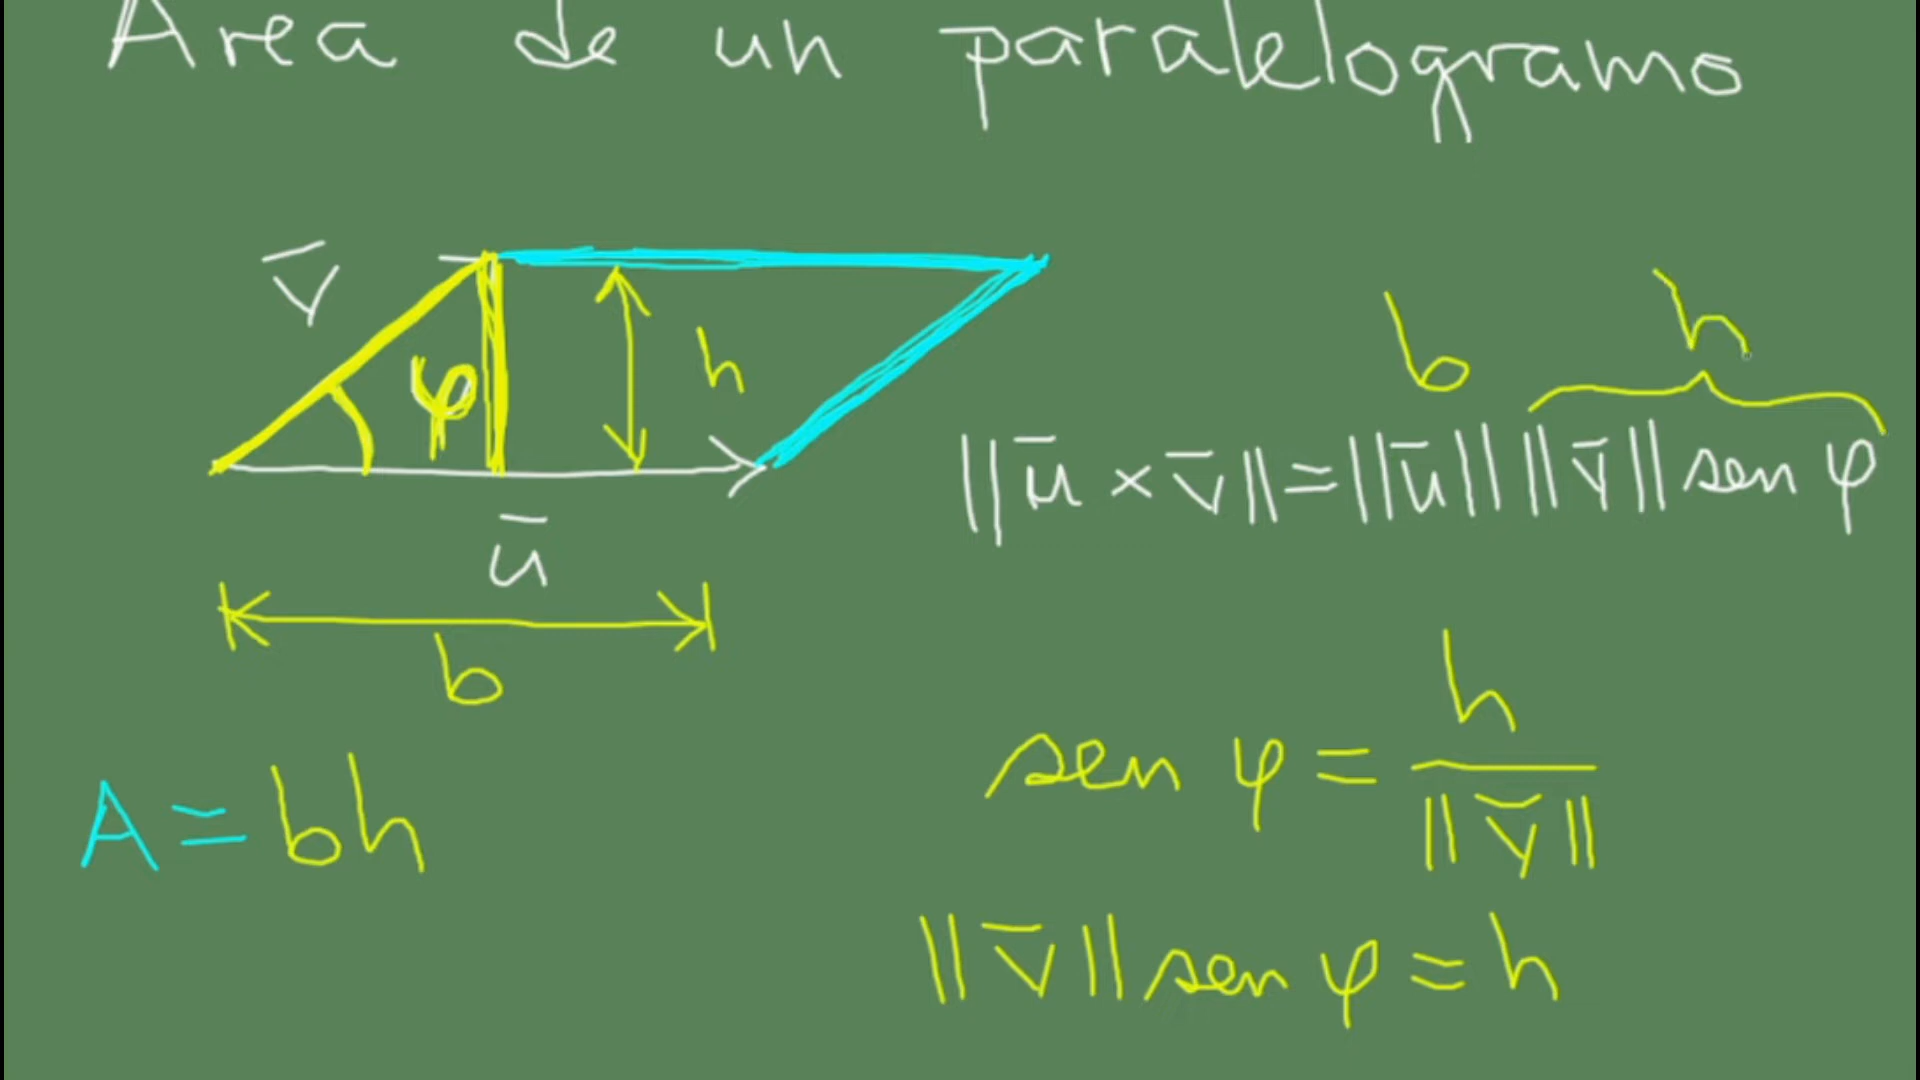 Area de un paralelogramo
v̅
φ
h
u̅
b
b h
||u̅ × v̅|| = ||u̅|| ||v̅|| sen φ
A = bh
sen φ = h / ||v̅||
||v̅|| sen φ = h